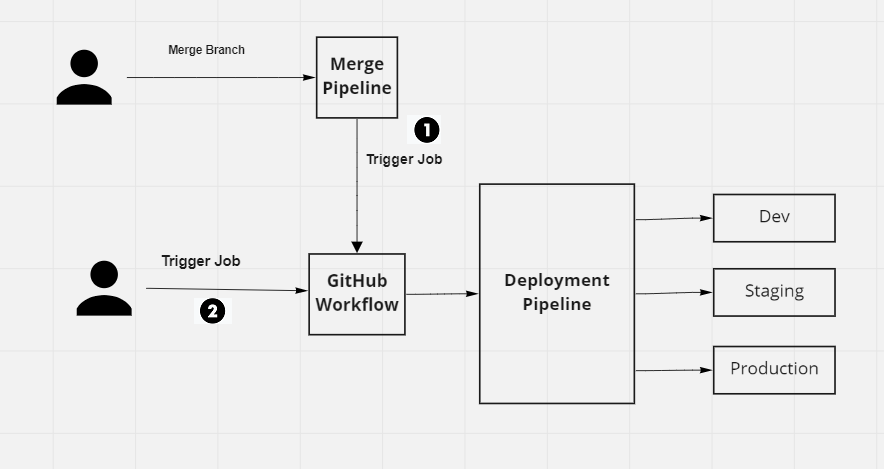 Merge Branch
Merge
Pipeline
1
Trigger Job
Trigger Job
2
GitHub
Workflow
Deployment
Pipeline
Dev
Staging
Production